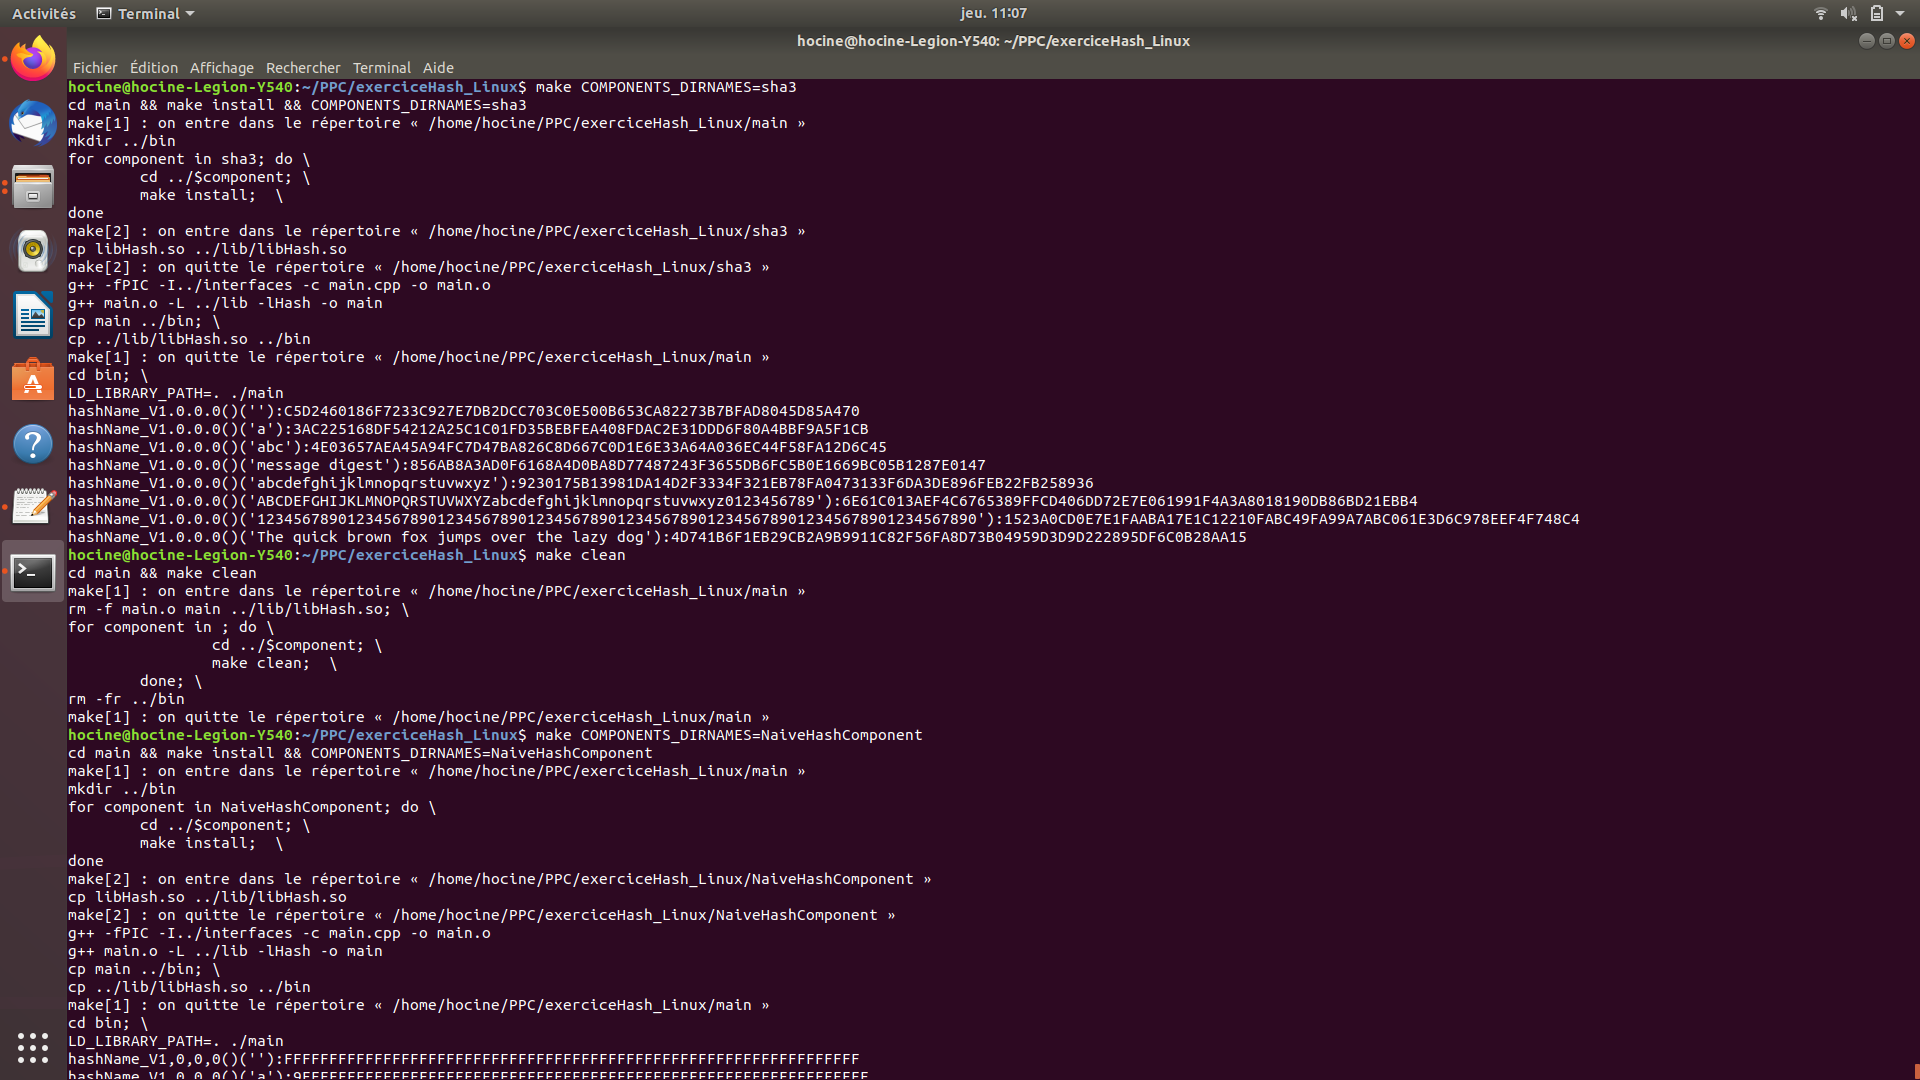 Activités Terminal jeu. 11:07
hocine@hocine-Legion-Y540: ~/PPC/exerciceHash_Linux
Fichier Édition Affichage Rechercher Terminal Aide
hocine@hocine-Legion-Y540:~/PPC/exerciceHash_Linux$ make COMPONENTS_DIRNAMES=sha3
cd main && make install && COMPONENTS_DIRNAMES=sha3
make[1] : on entre dans le répertoire « /home/hocine/PPC/exerciceHash_Linux/main »
mkdir ../bin
for component in sha3; do \
        cd ../$component; \
        make install;  \
done
make[2] : on entre dans le répertoire « /home/hocine/PPC/exerciceHash_Linux/sha3 »
cp libHash.so ../lib/libHash.so
make[2] : on quitte le répertoire « /home/hocine/PPC/exerciceHash_Linux/sha3 »
g++ -fPIC -I../interfaces -c main.cpp -o main.o
g++ main.o -L ../lib -lHash -o main
cp main ../bin; \
cp ../lib/libHash.so ../bin
make[1] : on quitte le répertoire « /home/hocine/PPC/exerciceHash_Linux/main »
cd bin; \
LD_LIBRARY_PATH=. ./main
hashName_V1.0.0.0()(''):C5D2460186F7233C927E7DB2DCC703C0E500B653CA82273B7BFAD8045D85A470
hashName_V1.0.0.0()('a'):3AC225168DF54212A25C1C01FD35BEBFEA408FDAC2E31DDD6F80A4BBF9A5F1CB
hashName_V1.0.0.0()('abc'):4E03657AEA45A94FC7D47BA826C8D667C0D1E6E33A64A036EC44F58FA12D6C45
hashName_V1.0.0.0()('message digest'):856AB8A3AD0F6168A4D0BA8D77487243F3655DB6FC5B0E1669BC05B1287E0147
hashName_V1.0.0.0()('abcdefghijklmnopqrstuvwxyz'):9230175B13981DA14D2F3334F321EB78FA0473133F6DA3DE896FEB22FB258936
hashName_V1.0.0.0()('ABCDEFGHIJKLMNOPQRSTUVWXYZabcdefghijklmnopqrstuvwxyz0123456789'):6E61C013AEF4C6765389FFCD406DD72E7E061991F4A3A8018190DB86BD21EBB4
hashName_V1.0.0.0()('12345678901234567890123456789012345678901234567890123456789012345678901234567890'):1523A0CD0E7E1FAABA17E1C12210FABC49FA99A7ABC061E3D6C978EEF4F748C4
hashName_V1.0.0.0()('The quick brown fox jumps over the lazy dog'):4D741B6F1EB29CB2A9B9911C82F56FA8D73B04959D3D9D222895DF6C0B28AA15
hocine@hocine-Legion-Y540:~/PPC/exerciceHash_Linux$ make clean
cd main && make clean
make[1] : on entre dans le répertoire « /home/hocine/PPC/exerciceHash_Linux/main »
rm -f main.o main ../lib/libHash.so; \
for component in ; do \
                cd ../$component; \
                make clean;  \
        done; \
rm -fr ../bin
make[1] : on quitte le répertoire « /home/hocine/PPC/exerciceHash_Linux/main »
hocine@hocine-Legion-Y540:~/PPC/exerciceHash_Linux$ make COMPONENTS_DIRNAMES=NaiveHashComponent
cd main && make install && COMPONENTS_DIRNAMES=NaiveHashComponent
make[1] : on entre dans le répertoire « /home/hocine/PPC/exerciceHash_Linux/main »
mkdir ../bin
for component in NaiveHashComponent; do \
        cd ../$component; \
        make install;  \
done
make[2] : on entre dans le répertoire « /home/hocine/PPC/exerciceHash_Linux/NaiveHashComponent »
cp libHash.so ../lib/libHash.so
make[2] : on quitte le répertoire « /home/hocine/PPC/exerciceHash_Linux/NaiveHashComponent »
g++ -fPIC -I../interfaces -c main.cpp -o main.o
g++ main.o -L ../lib -lHash -o main
cp main ../bin; \
cp ../lib/libHash.so ../bin
make[1] : on quitte le répertoire « /home/hocine/PPC/exerciceHash_Linux/main »
cd bin; \
LD_LIBRARY_PATH=. ./main
hashName_V1,0,0,0()(''):FFFFFFFFFFFFFFFFFFFFFFFFFFFFFFFFFFFFFFFFFFFFFFFFFFFFFFFFFFFFFFFF
hashName_V1,0,0,0()('a'):9FFFFFFFFFFFFFFFFFFFFFFFFFFFFFFFFFFFFFFFFFFFFFFFFFFFFFFFFFFFFFFF